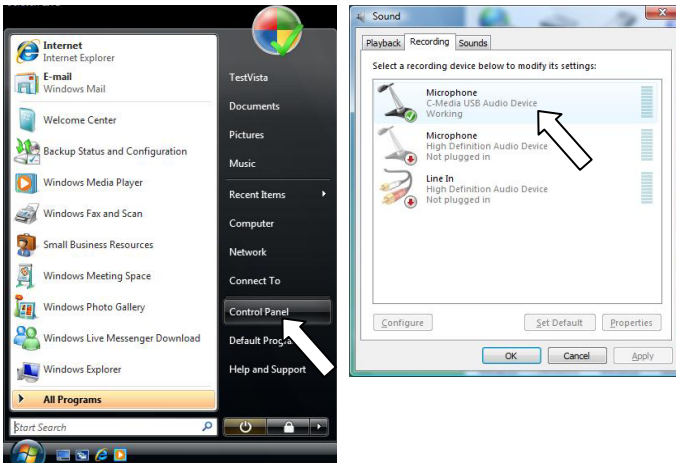 Internet
Internet Explorer
E-mail
Windows Mail
Welcome Center
Backup Status and Configuration
Windows Media Player
Windows Fax and Scan
Small Business Resources
Windows Meeting Space
Windows Photo Gallery
Windows Live Messenger Download
Windows Explorer
All Programs
Start Search
TestVista
Documents
Pictures
Music
Recent Items
Computer
Network
Connect To
Control Panel
Default
Help and Support
Sound
Playback Recording Sounds
Select a recording device below to modify its settings:
Microphone
C-Media USB Audio Device
Working
Microphone
High Definition Audio Device
Not plugged in
Line In
High Definition Audio Device
Not plugged in
Configure Set Default Properties
OK Cancel Apply